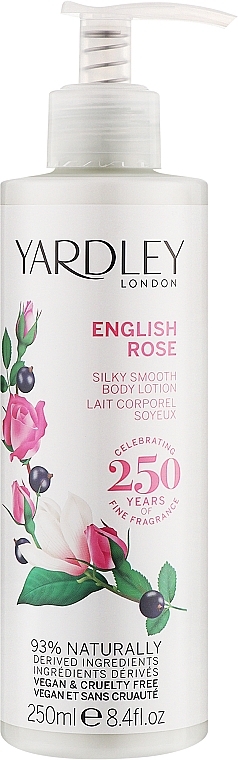 YARDLEY
LONDON
ENGLISH
ROSE
SILKY SMOOTH
BODY LOTION
LAIT CORPOREL
SOYEUX
CELEBRATING
250
YEARS
OF
FINE FRAGRANCE
93% NATURALLY
DERIVED INGREDIENTS
INGRÉDIENTS DÉRIVÉS
VEGAN & CRUELTY FREE
VEGAN ET SANS CRUAUTÉ
250ml ℮ 8.4fl.oz